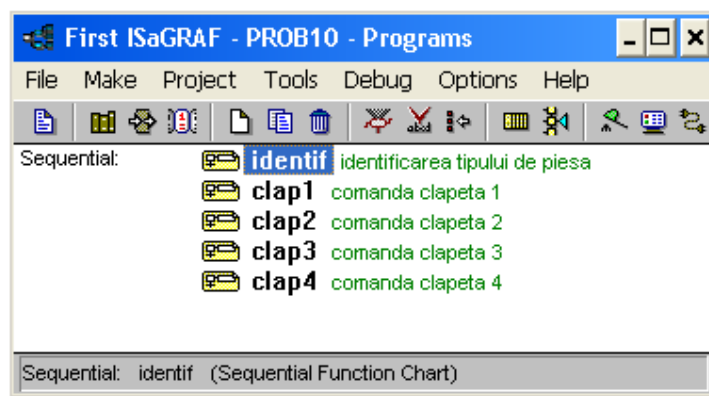 First ISaGRAF - PROB10 - Programs
File Make Project Tools Debug Options Help
Sequential: identif identificarea tipului de piesa
clap1 comanda clapeta 1
clap2 comanda clapeta 2
clap3 comanda clapeta 3
clap4 comanda clapeta 4
Sequential: identif (Sequential Function Chart)